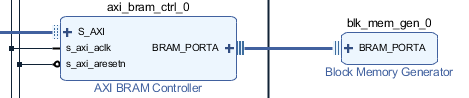 axi_bram_ctrl_0
S_AXI
s_axi_aclk
s_axi_aresetn
BRAM_PORTA
AXI BRAM Controller
blk_mem_gen_0
BRAM_PORTA
Block Memory Generator